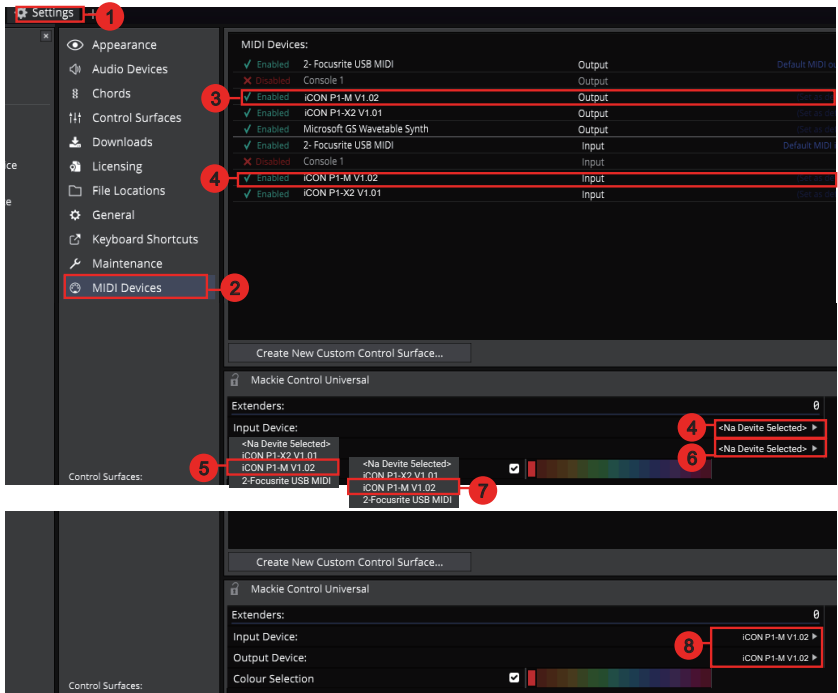 Settings
1
Appearance
Audio Devices
Chords
Control Surfaces
Downloads
ce
Licensing
File Locations
e
General
Keyboard Shortcuts
Maintenance
MIDI Devices
2
MIDI Devices:
Enabled 2- Focusrite USB MIDI Output Default MIDI ou
Disabled Console 1 Output
3 Enabled iCON P1-M V1.02 Output
Enabled iCON P1-X2 V1.01 Output
Enabled Microsoft GS Wavetable Synth Output
Enabled 2- Focusrite USB MIDI Input Default MIDI
Disabled Console 1 Input
4 Enabled iCON P1-M V1.02 Input
Enabled iCON P1-X2 V1.01 Input
Create New Custom Control Surface...
Mackie Control Universal
Extenders: 0
Input Device: 4 <Na Devite Selected>
6 <Na Devite Selected>
<Na Devite Selected>
iCON P1-X2 V1.01
5 iCON P1-M V1.02
2-Focusrite USB MIDI
<Na Devite Selected>
iCON P1-X2 V1.01
iCON P1-M V1.02 7
2-Focusrite USB MIDI
Control Surfaces:
Create New Custom Control Surface...
Mackie Control Universal
Extenders: 0
Input Device: iCON P1-M V1.02
8
Output Device: iCON P1-M V1.02
Colour Selection
Control Surfaces: